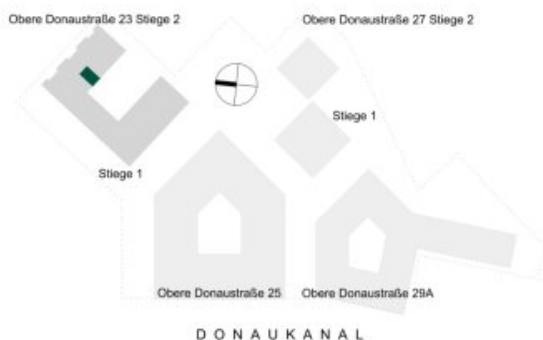 Obere Donaustraße 23 Stiege 2
Obere Donaustraße 27 Stiege 2
Stiege 1
Stiege 1
Obere Donaustraße 25
Obere Donaustraße 29A
DONAUKANAL